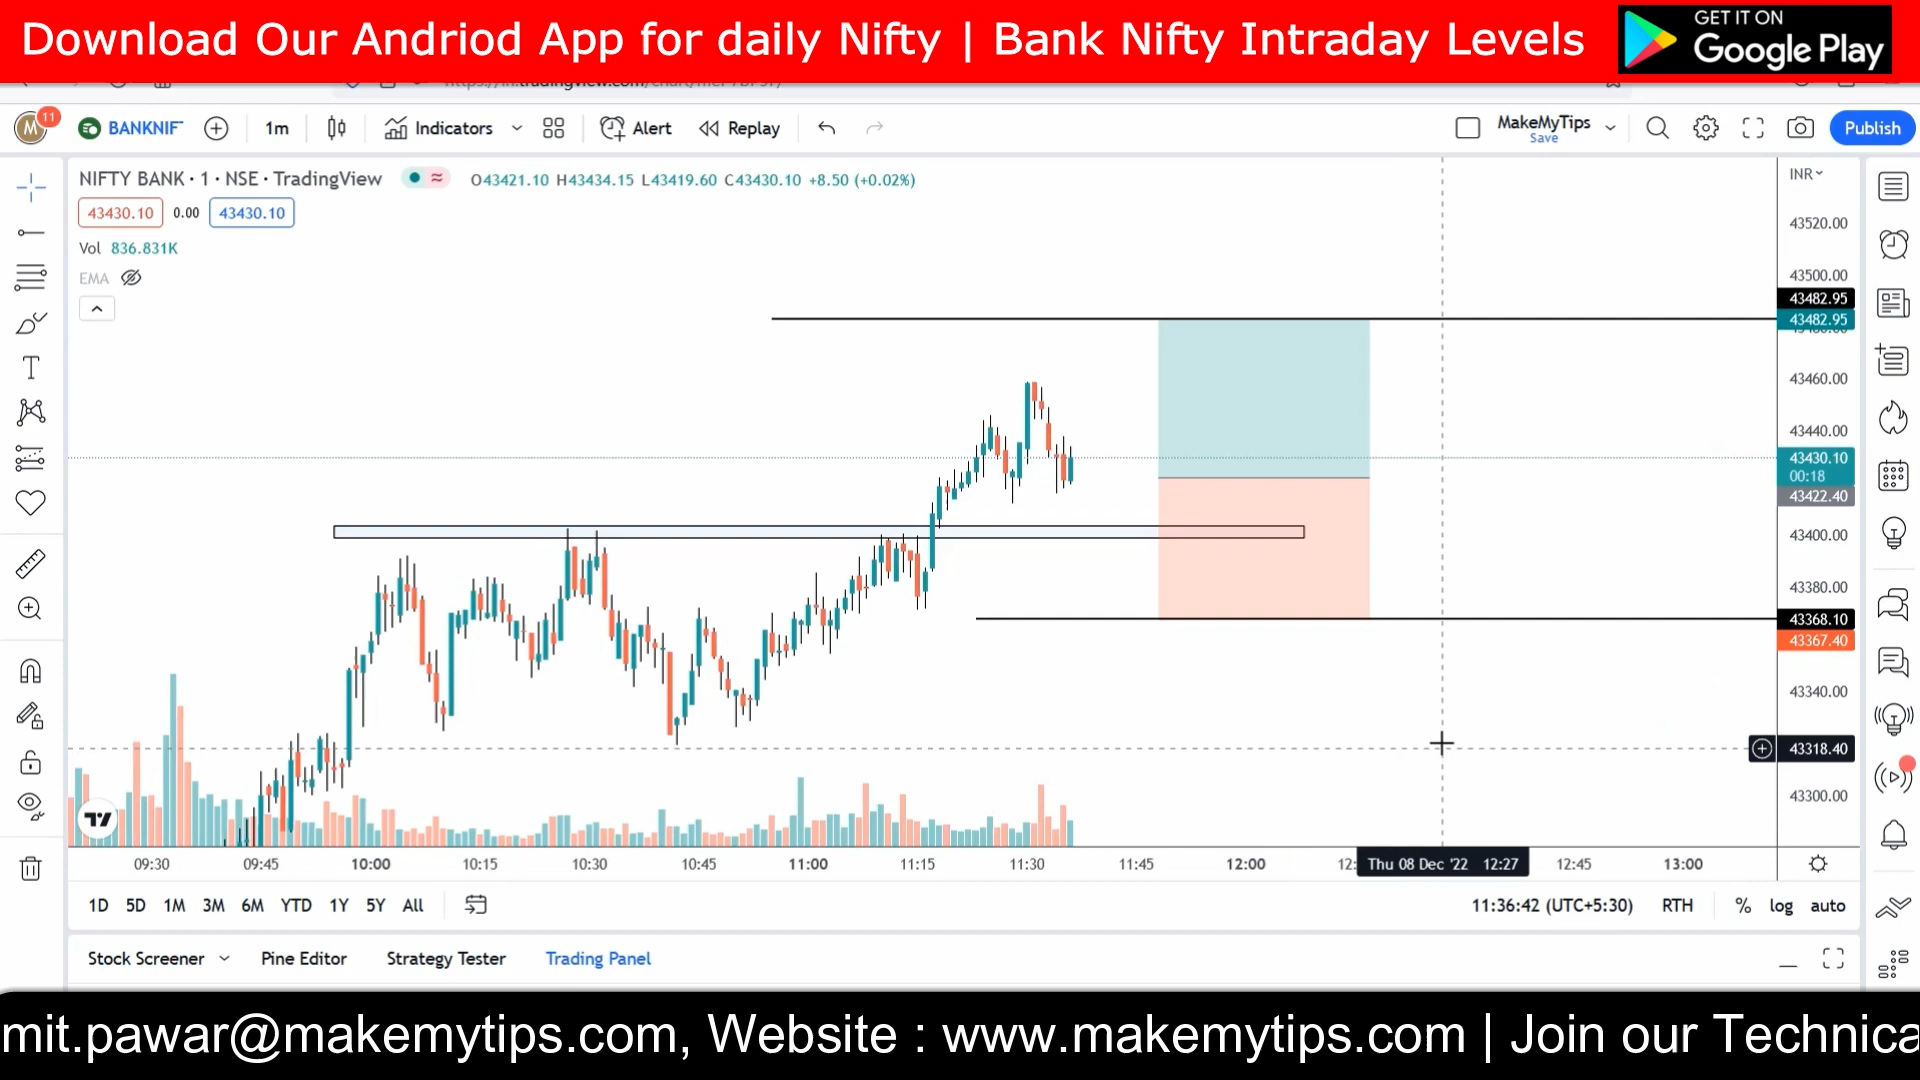 Download Our Andriod App for daily Nifty | Bank Nifty Intraday Levels
GET IT ON
Google Play
M
11
BANKNIF
1m
Indicators
Alert
Replay
MakeMyTips
Save
Publish
NIFTY BANK · 1 · NSE · TradingView
O43421.10 H43434.15 L43419.60 C43430.10 +8.50 (+0.02%)
INR
43430.10 0.00 43430.10
Vol 836.831K
EMA
43520.00
43500.00
43482.95
43482.95
43460.00
43440.00
43430.10
00:18
43422.40
43400.00
43380.00
43368.10
43367.40
43340.00
43318.40
43300.00
09:30 09:45 10:00 10:15 10:30 10:45 11:00 11:15 11:30 11:45 12:00 Thu 08 Dec '22 12:27 12:45 13:00
1D 5D 1M 3M 6M YTD 1Y 5Y All
11:36:42 (UTC+5:30) RTH % log auto
Stock Screener Pine Editor Strategy Tester Trading Panel
mit.pawar@makemytips.com, Website : www.makemytips.com | Join our Technica